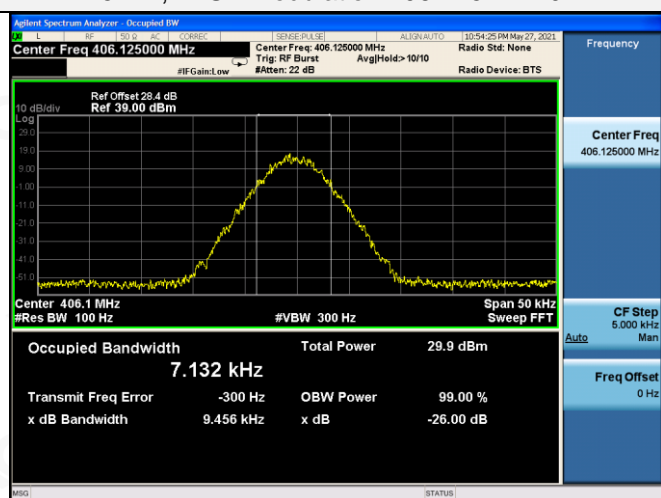 Agilent Spectrum Analyzer - Occupied BW
L RF 50 Ω AC CORREC SENSE:PULSE ALIGN AUTO 10:54:25 PM May 27, 2021
Center Freq 406.125000 MHz
Center Freq: 406.125000 MHz
Radio Std: None
Trig: RF Burst Avg|Hold:> 10/10
#IFGain:Low
#Atten: 22 dB
Radio Device: BTS
Ref Offset 28.4 dB
10 dB/div Ref 39.00 dBm
Log
29.0
19.0
9.00
-1.00
-11.0
-21.0
-31.0
-41.0
-51.0
Center 406.1 MHz
Span 50 kHz
#Res BW 100 Hz
#VBW 300 Hz
Sweep FFT
Occupied Bandwidth
7.132 kHz
Total Power 29.9 dBm
Transmit Freq Error -300 Hz
OBW Power 99.00 %
x dB Bandwidth 9.456 kHz
x dB -26.00 dB
MSG
STATUS
Frequency
Center Freq
406.125000 MHz
CF Step
5.000 kHz
Auto Man
Freq Offset
0 Hz